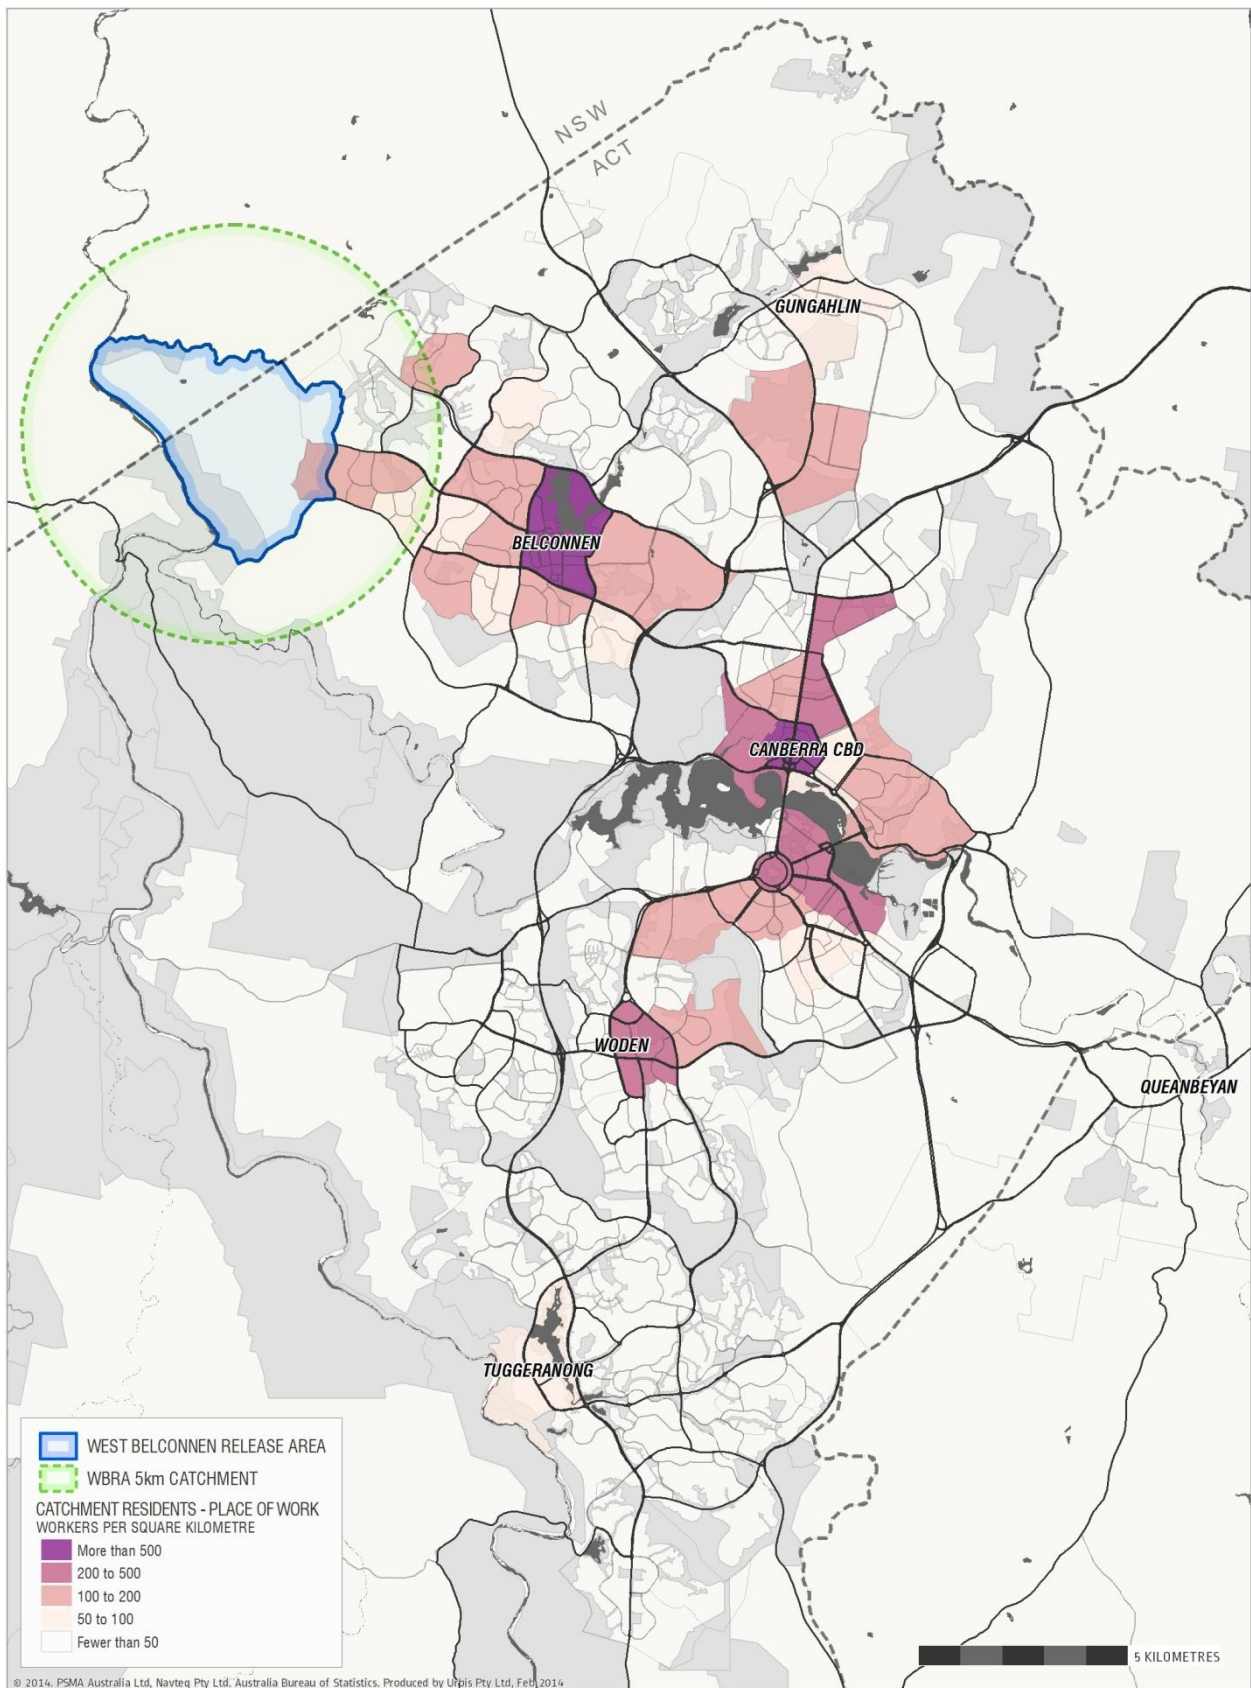 NSW
ACT
GUNGAHLIN
BELCONNEN
CANBERRA CBD
WODEN
QUEANBEYAN
TUGGERANONG
WEST BELCONNEN RELEASE AREA
WBRA 5km CATCHMENT
CATCHMENT RESIDENTS - PLACE OF WORK
WORKERS PER SQUARE KILOMETRE
More than 500
200 to 500
100 to 200
50 to 100
Fewer than 50
5 KILOMETRES
© 2014. PSMA Australia Ltd, Navteq Pty Ltd. Australia Bureau of Statistics. Produced by Urbis Pty Ltd, Feb 2014